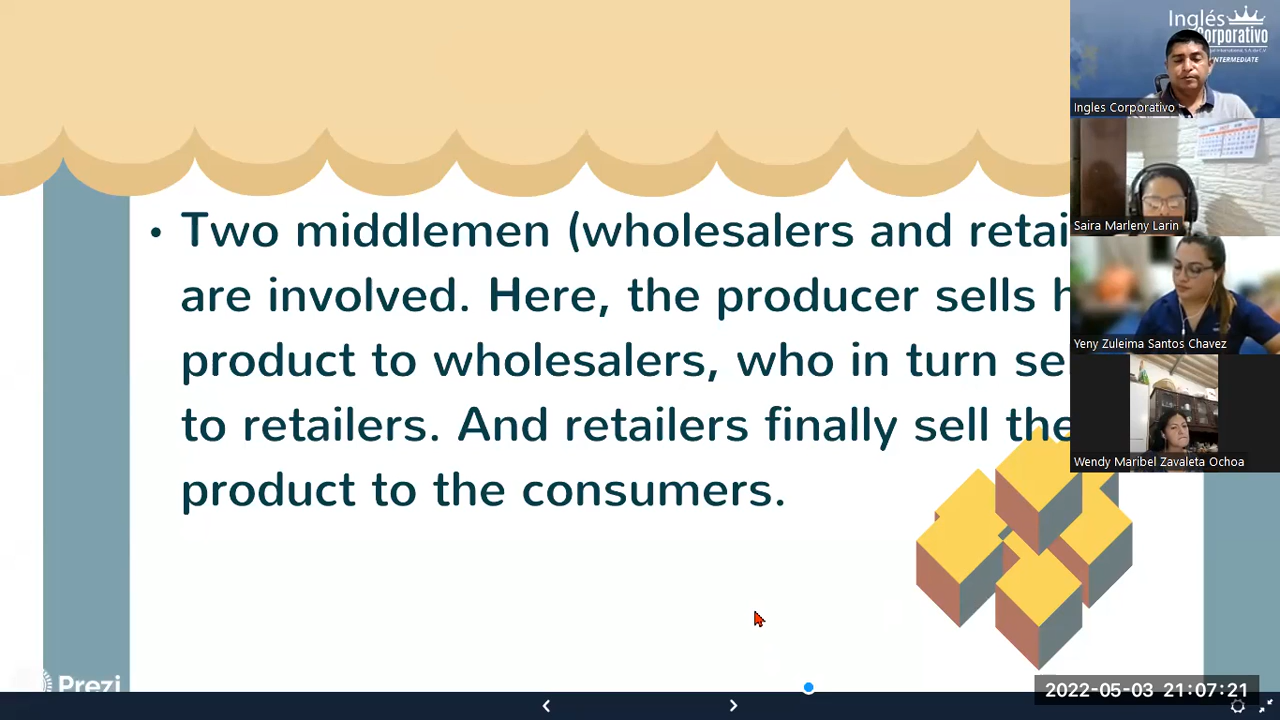 Inglés
Corporativo
INTERMEDIATE
Ingles Corporativo
Saira Marleny Larin
Yeny Zuleima Santos Chavez
Wendy Maribel Zavaleta Ochoa
• Two middlemen (wholesalers and
are involved. Here, the producer sells
product to wholesalers, who in turn
to retailers. And retailers finally sell the
product to the consumers.
Prezi
2022-05-03 21:07:21